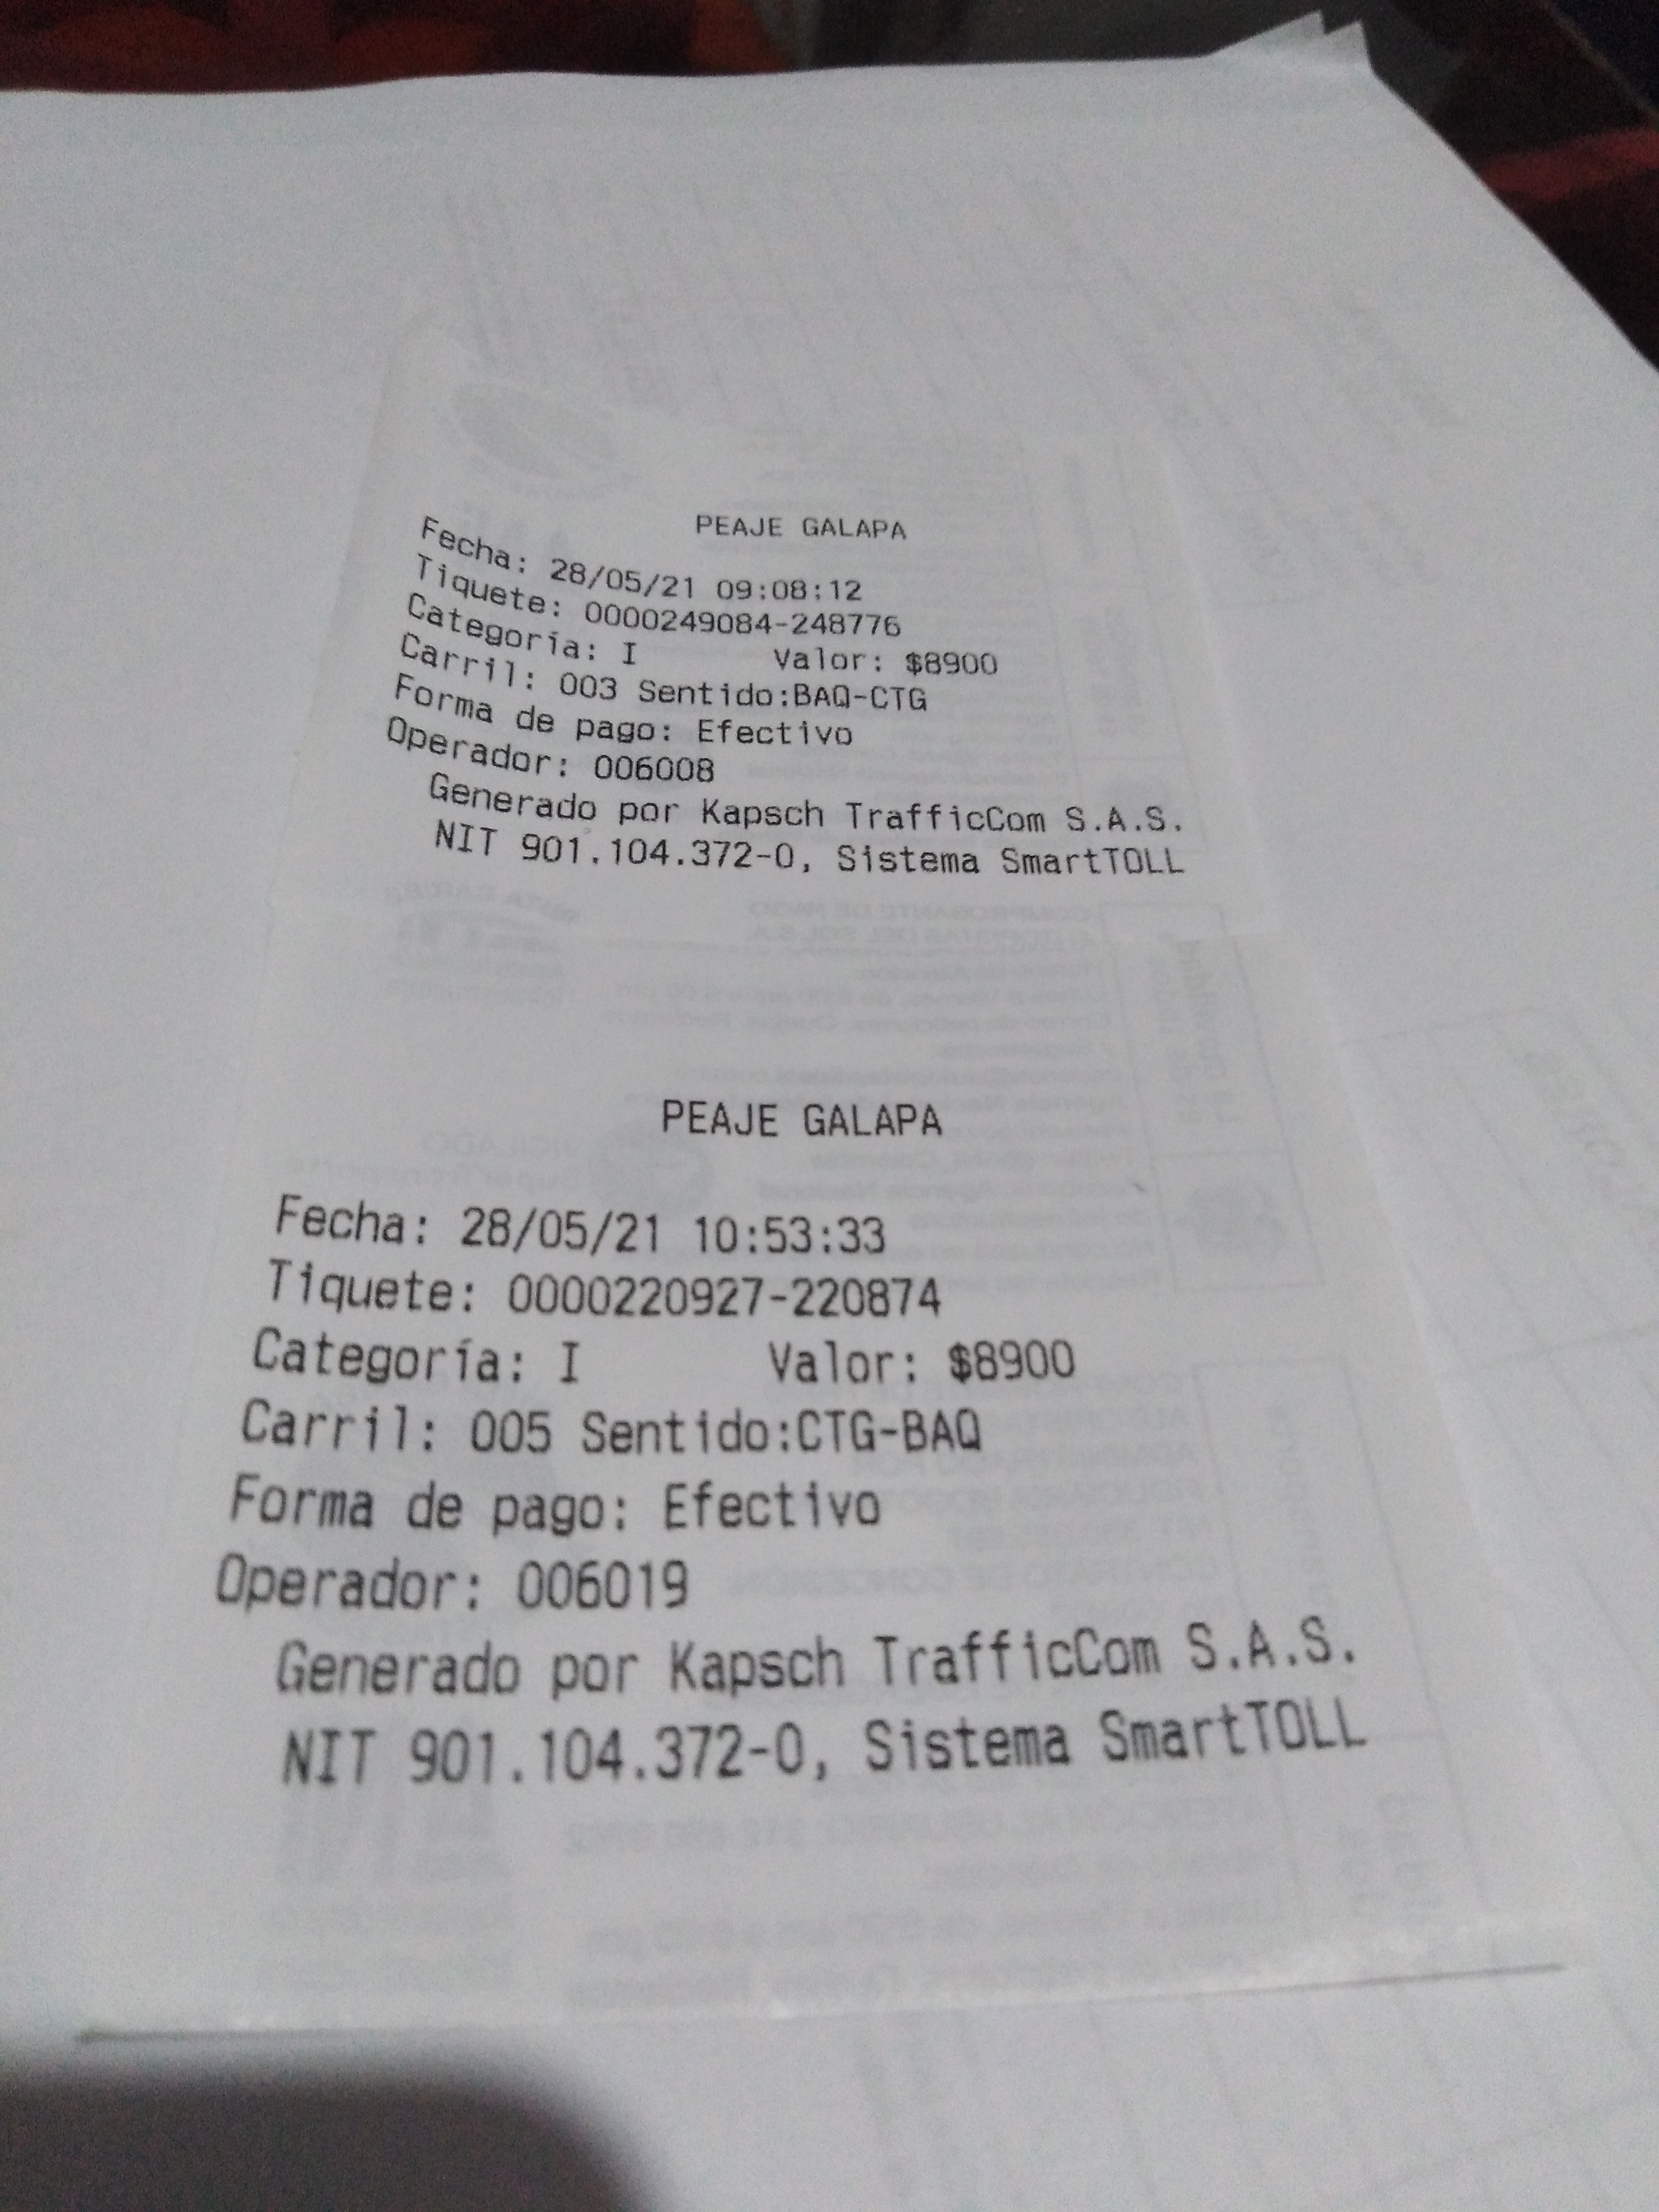 PEAJE GALAPA
Fecha: 28/05/21 09:08:12
Tiquete: 0000249084-248776
Categoría: I Valor: $8900
Carril: 003 Sentido:BAQ-CTG
Forma de pago: Efectivo
Operador: 006008
Generado por Kapsch TrafficCom S.A.S.
NIT 901.104.372-0, Sistema SmartTOLL
PEAJE GALAPA
Fecha: 28/05/21 10:53:33
Tiquete: 0000220927-220874
Categoría: I Valor: $8900
Carril: 005 Sentido:CTG-BAQ
Forma de pago: Efectivo
Operador: 006019
Generado por Kapsch TrafficCom S.A.S.
NIT 901.104.372-0, Sistema SmartTOLL